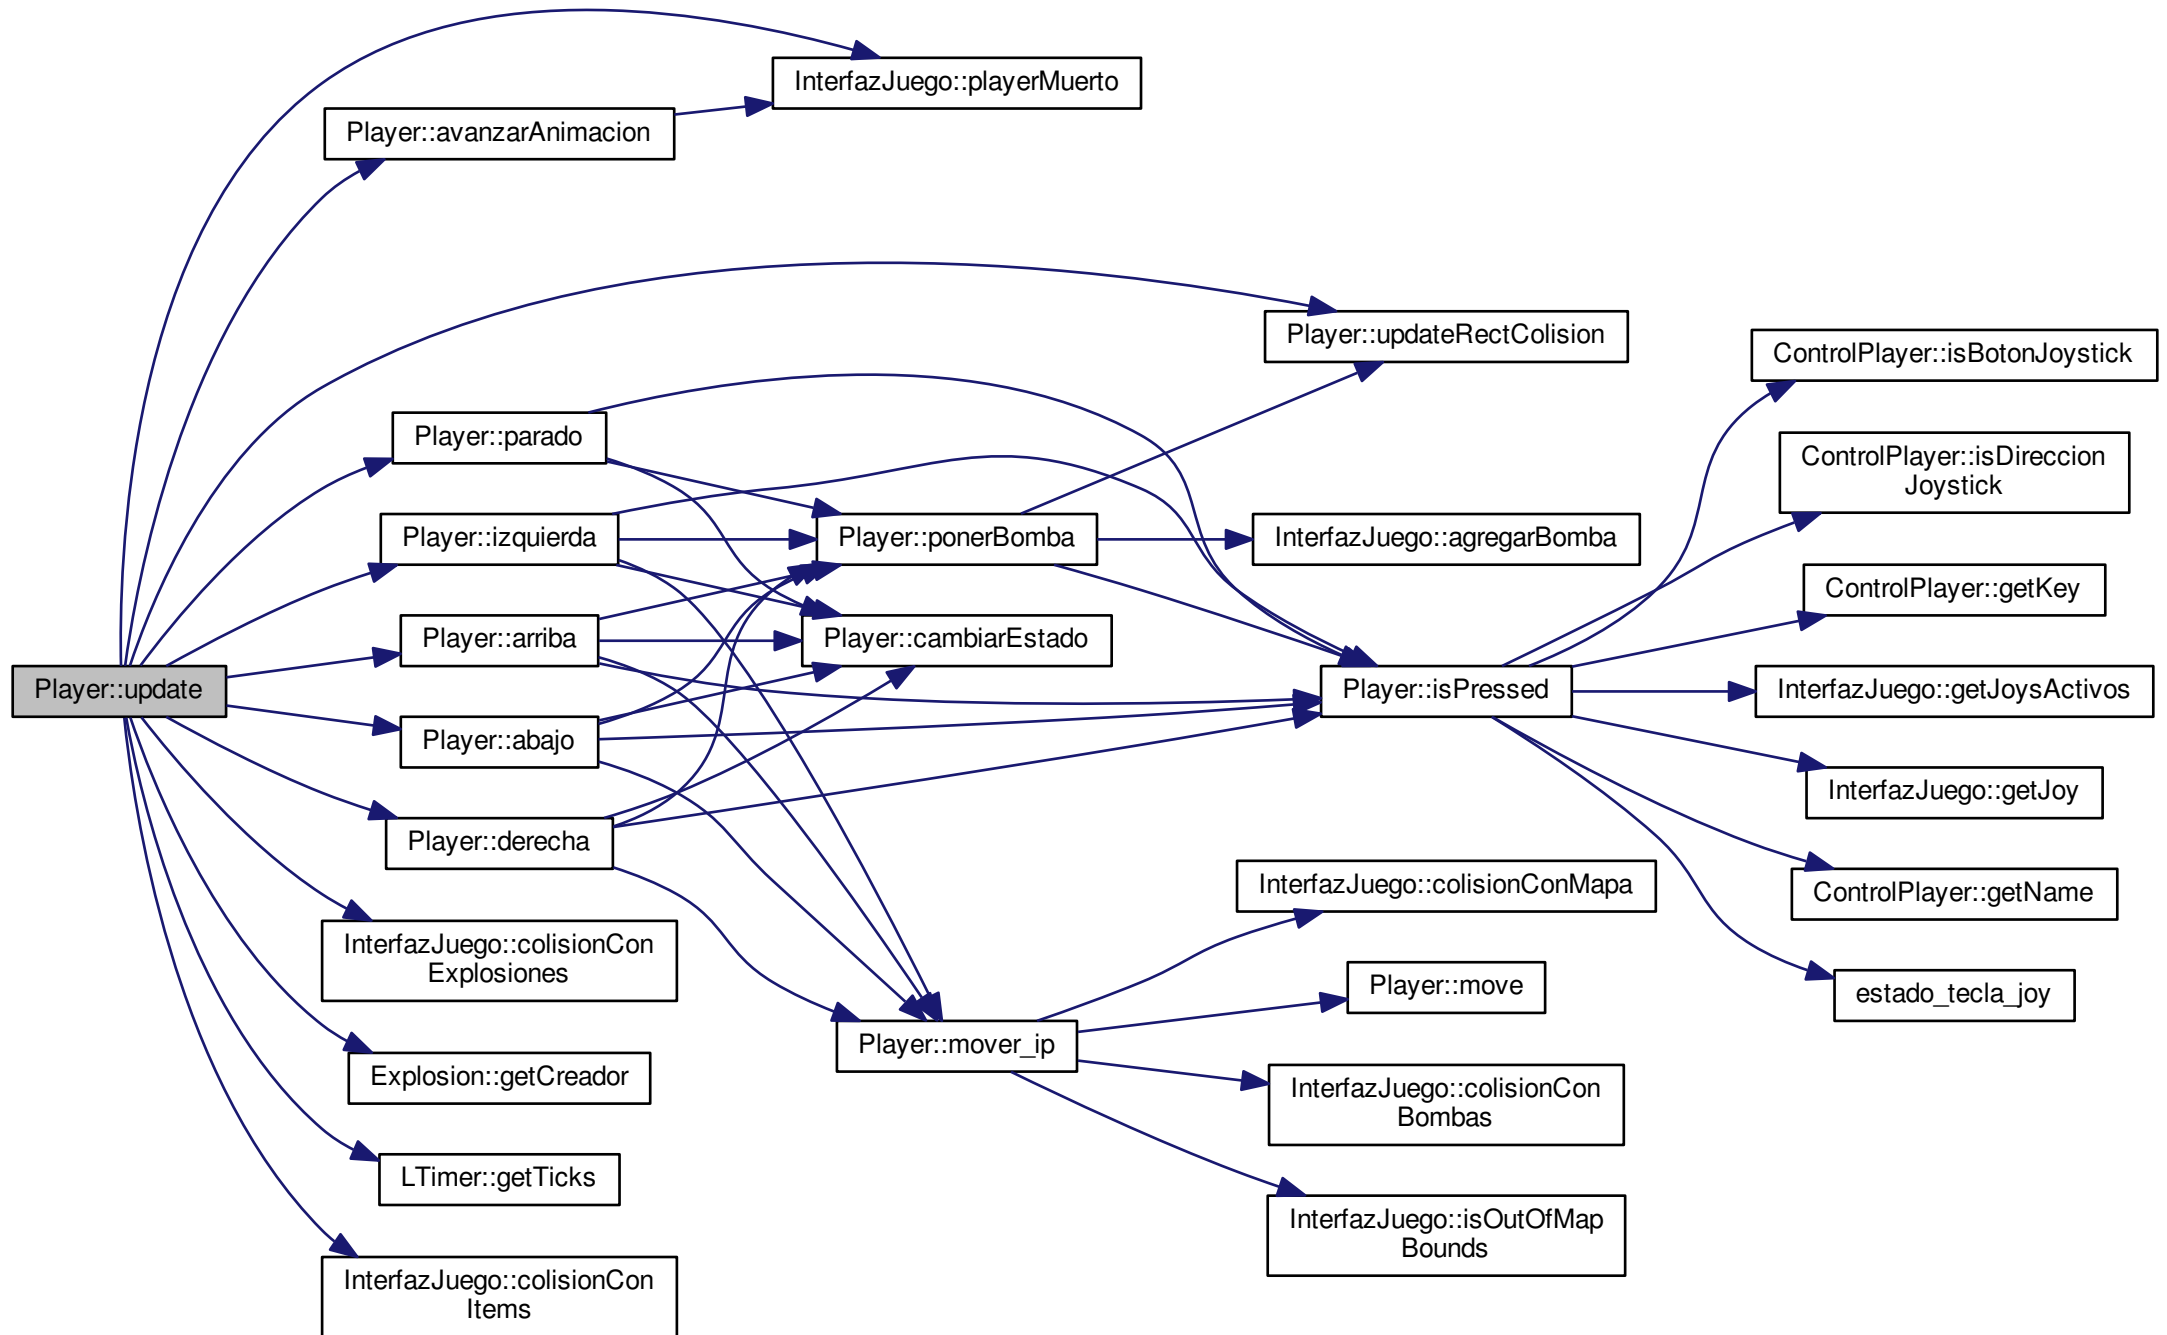 InterfazJuego::playerMuerto
Player::avanzarAnimacion
Player::updateRectColision
ControlPlayer::isBotonJoystick
Player::parado
ControlPlayer::isDireccion
Joystick
Player::izquierda
Player::ponerBomba
InterfazJuego::agregarBomba
ControlPlayer::getKey
Player::arriba
Player::cambiarEstado
Player::update
Player::isPressed
InterfazJuego::getJoysActivos
Player::abajo
InterfazJuego::getJoy
Player::derecha
InterfazJuego::colisionConMapa
ControlPlayer::getName
InterfazJuego::colisionCon
Explosiones
Player::move
estado_tecla_joy
Player::mover_ip
Explosion::getCreador
InterfazJuego::colisionCon
Bombas
LTimer::getTicks
InterfazJuego::isOutOfMap
Bounds
InterfazJuego::colisionCon
Items